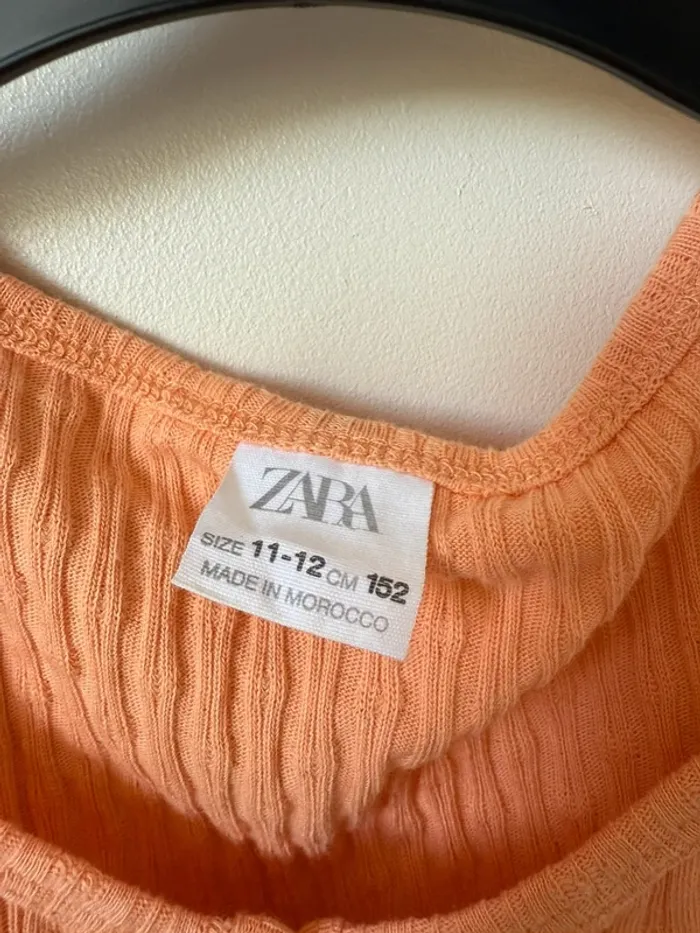 ZARA
SIZE 11-12 CM 152
MADE IN MOROCCO